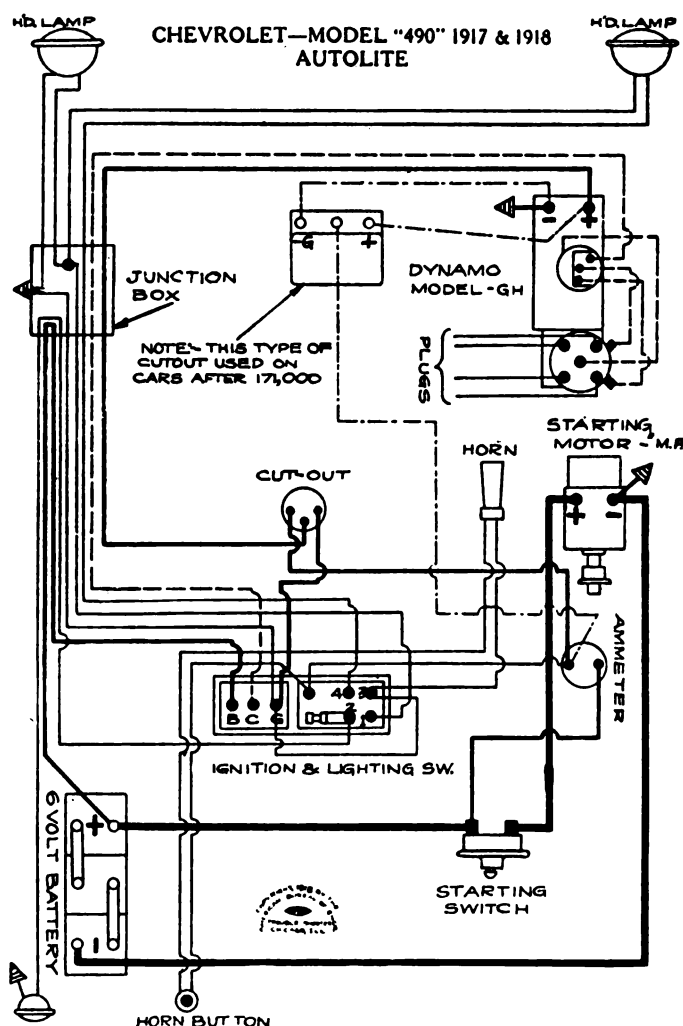 H'D. LAMP
CHEVROLET—MODEL "490" 1917 & 1918
AUTOLITE
H'D. LAMP
- +
G +
JUNCTION
BOX
DYNAMO
MODEL-GH
NOTE:- THIS TYPE OF
CUTOUT USED ON
CARS AFTER 171,000
PLUGS
STARTING
MOTOR - "M.F.
HORN
CUT-OUT
+ -
AMMETER
4 3
B C G
2 1
IGNITION & LIGHTING SW.
6 VOLT BATTERY
+
-
STARTING
SWITCH
HORN BUTTON